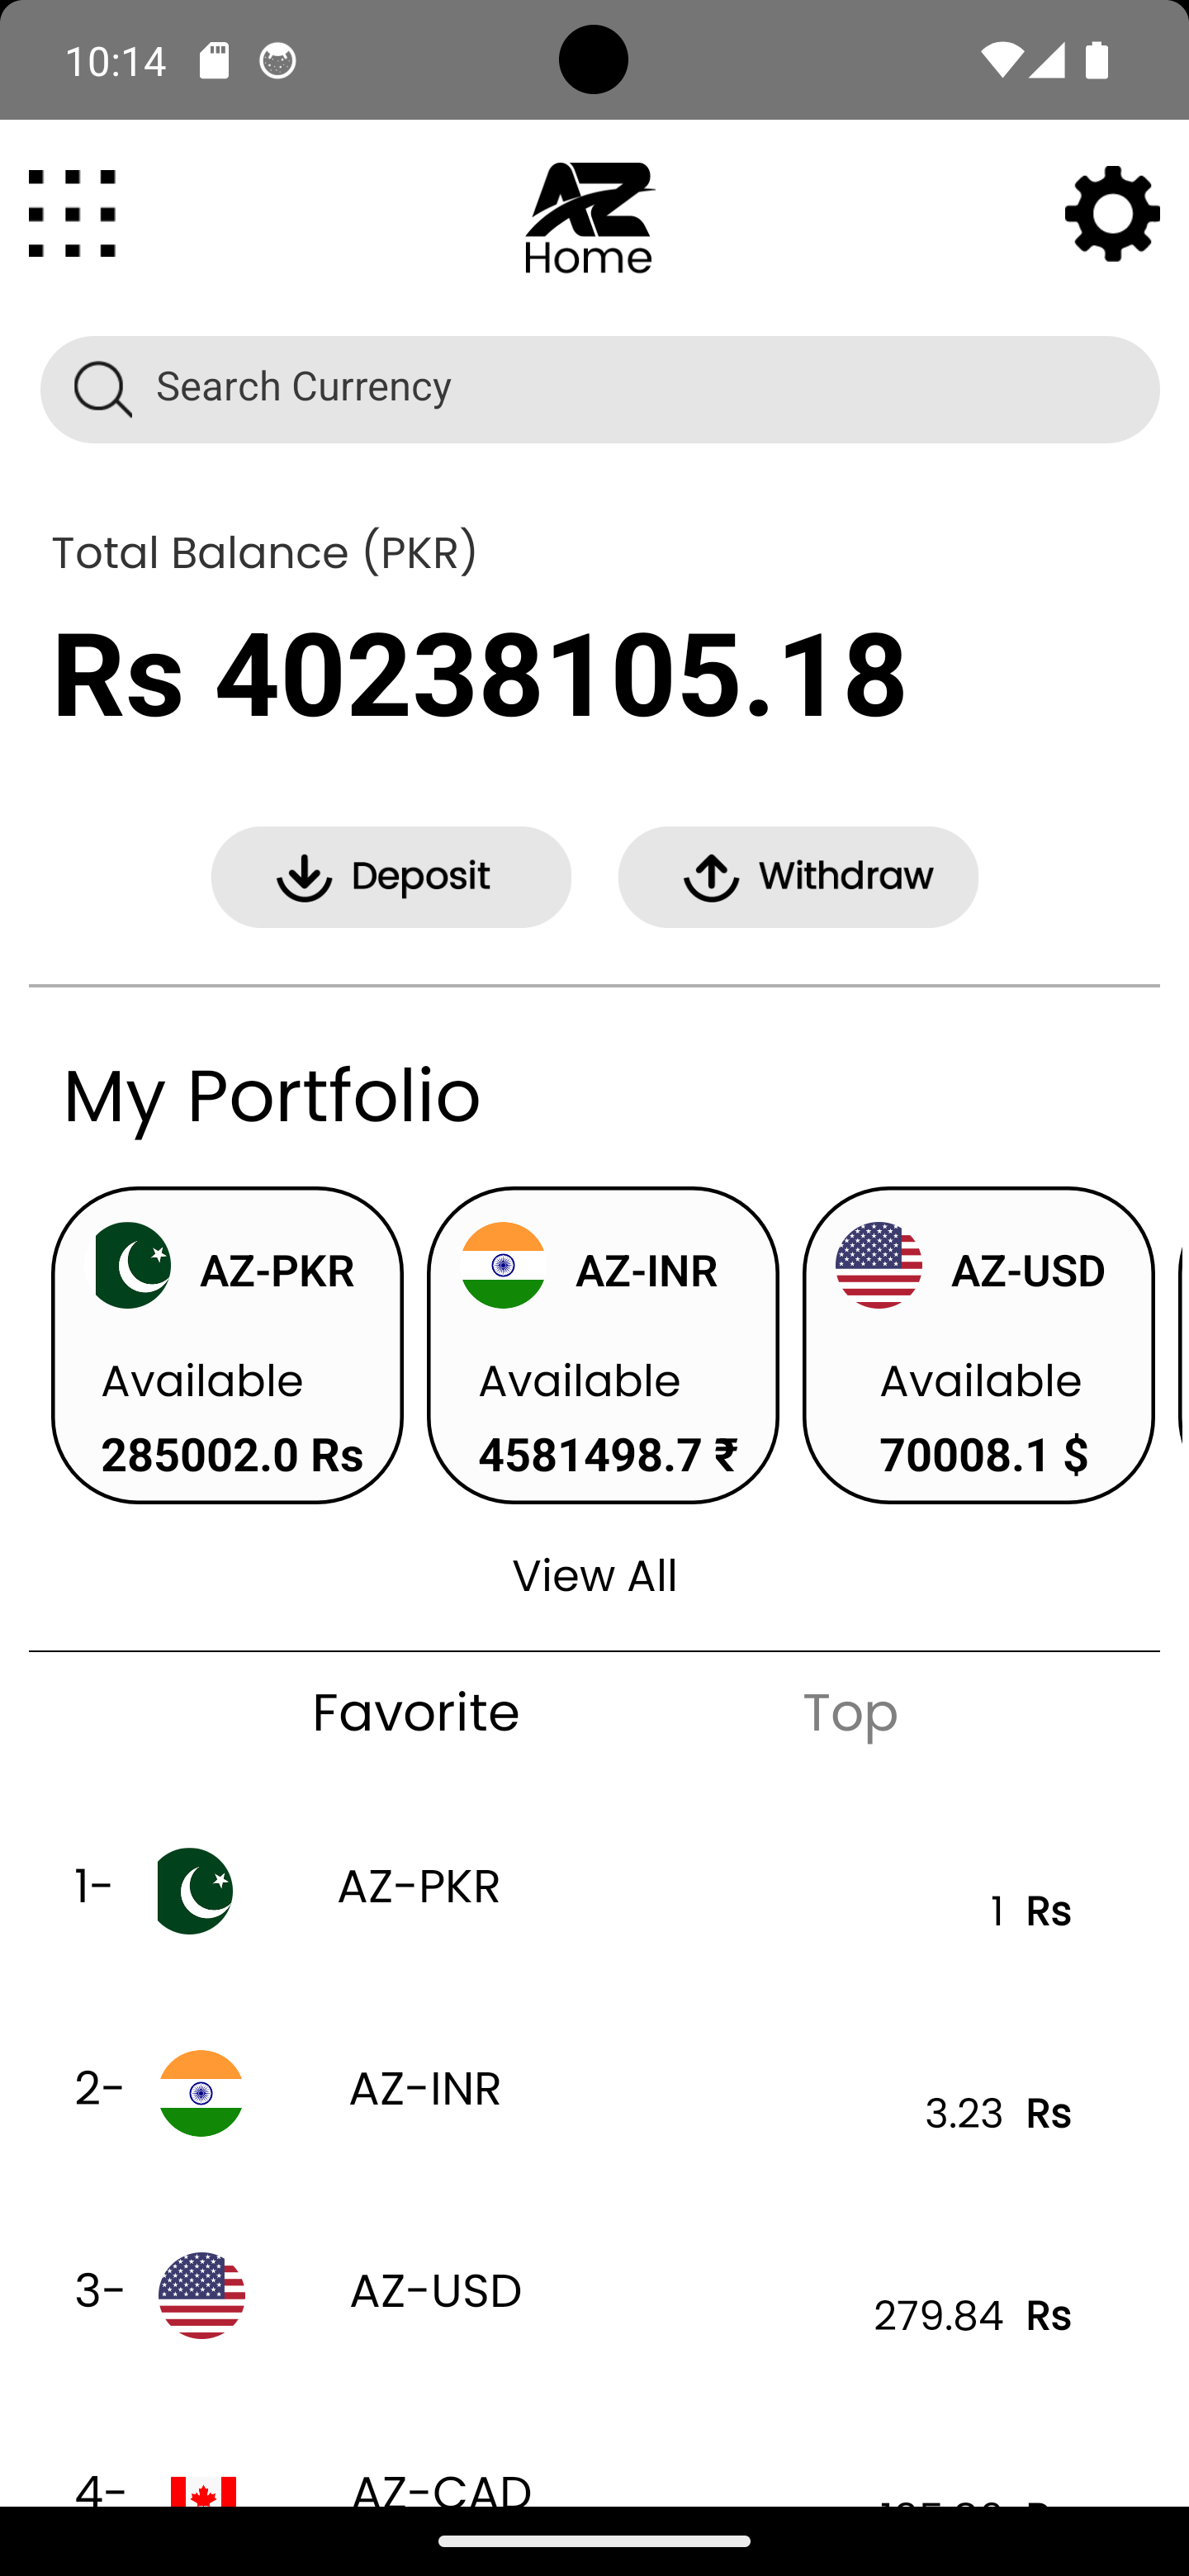 10:14
AZ
Home
Search Currency
Total Balance (PKR)
Rs 40238105.18
Deposit Withdraw
My Portfolio
AZ-PKR AZ-INR AZ-USD
Available Available Available
285002.0 Rs 4581498.7 ₹ 70008.1 $
View All
Favorite Top
1- AZ-PKR 1 Rs
2- AZ-INR 3.23 Rs
3- AZ-USD 279.84 Rs
4- AZ-CAD